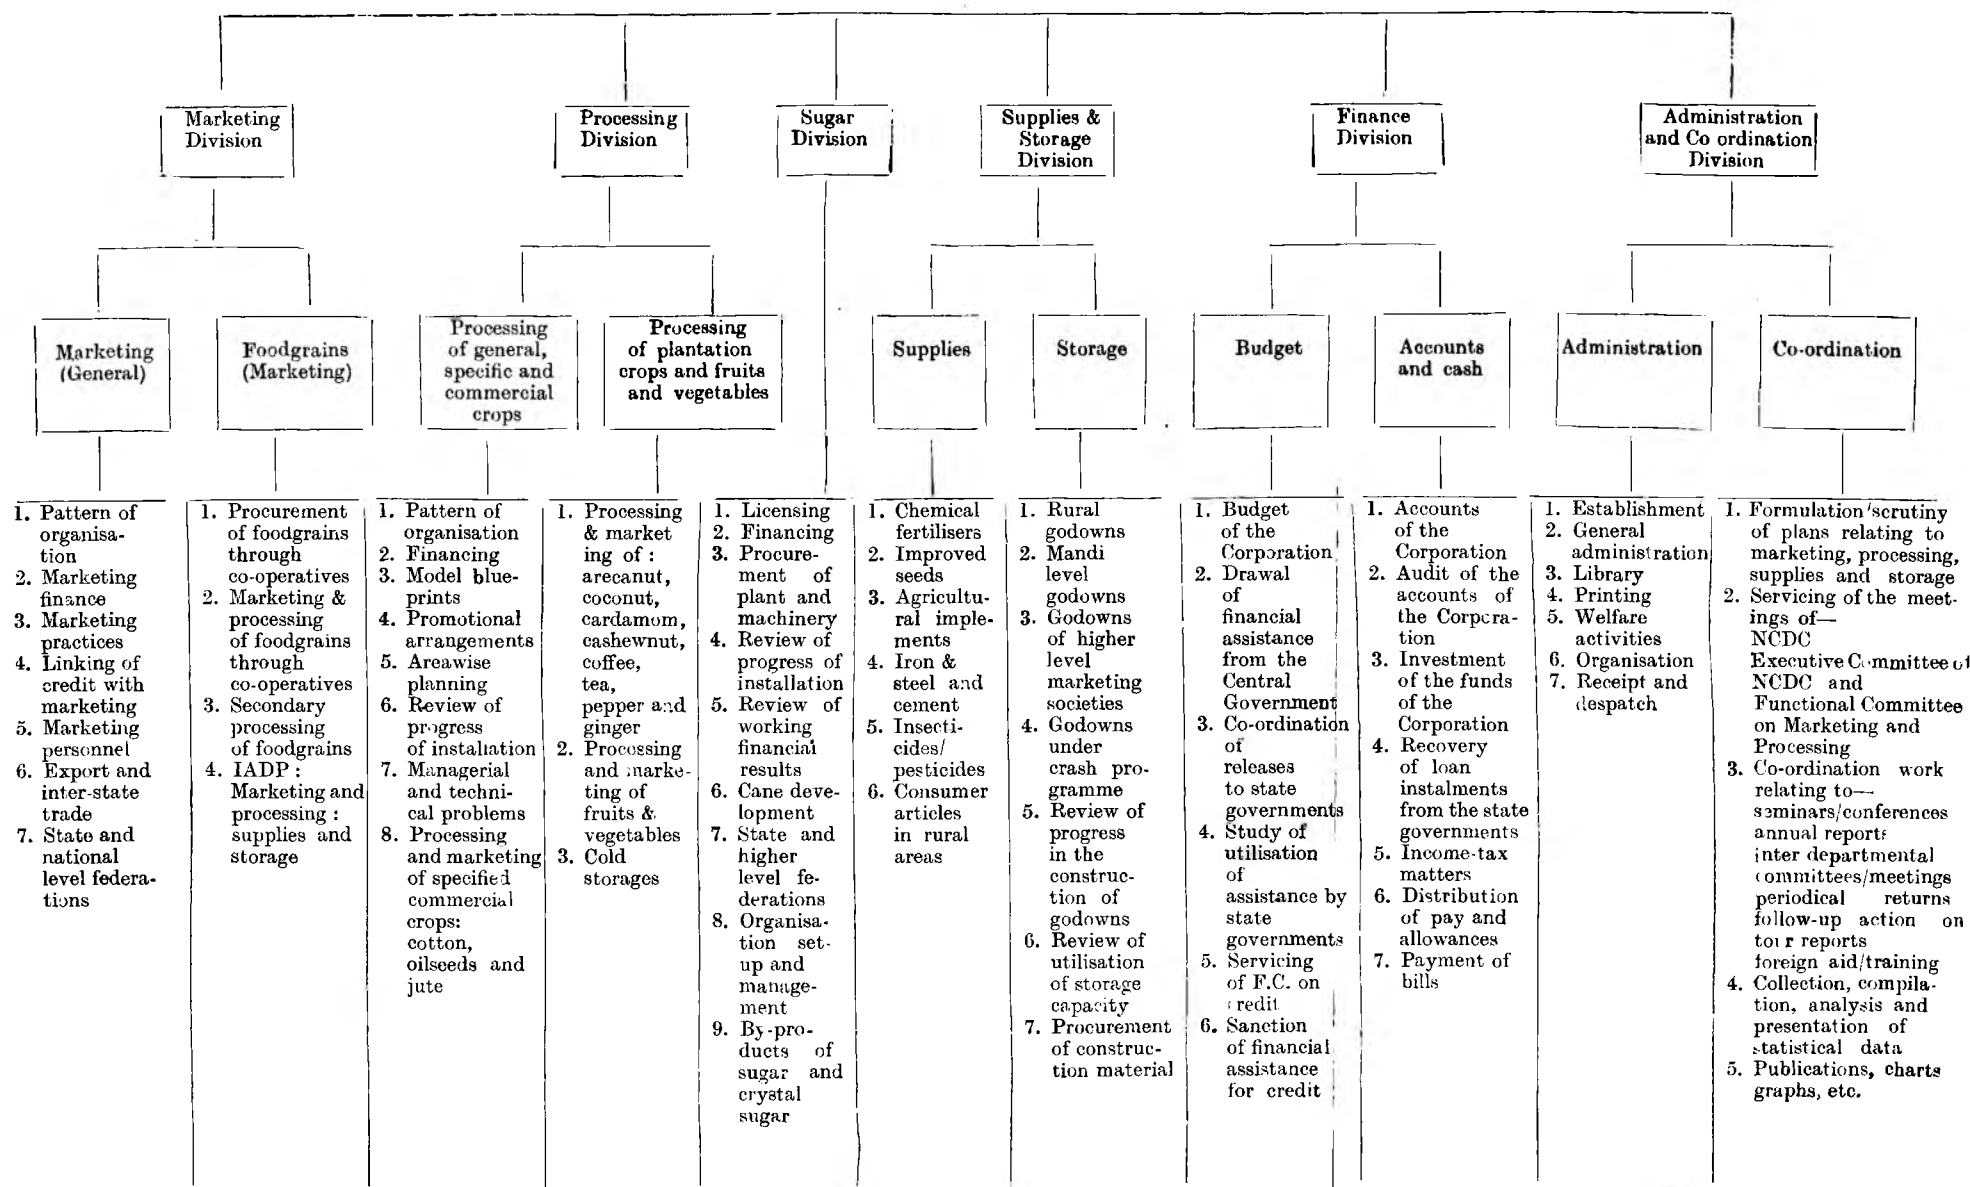 Marketing
Division
Processing
Division
Sugar
Division
Supplies &
Storage
Division
Finance
Division
Administration
and Co ordination
Division
Marketing
(General)
Foodgrains
(Marketing)
Processing
of general,
specific and
commercial
crops
Processing
of plantation
crops and fruits
and vegetables
Supplies
Storage
Budget
Accounts
and cash
Administration
Co-ordination
1. Pattern of
organisa-
tion
2. Marketing
finance
3. Marketing
practices
4. Linking of
credit with
marketing
5. Marketing
personnel
6. Export and
inter-state
trade
7. State and
national
level federa-
tions
1. Procurement
of foodgrains
through
co-operatives
2. Marketing &
processing
of foodgrains
through
co-operatives
3. Secondary
processing
of foodgrains
4. IADP :
Marketing and
processing :
supplies and
storage
1. Pattern of
organisation
2. Financing
3. Model blue-
prints
4. Promotional
arrangements
5. Areawise
planning
6. Review of
progress
of installation
7. Managerial
and techni-
cal problems
8. Processing
and marketing
of specified
commercial
crops:
cotton,
oilseeds and
jute
1. Processing
& market
ing of :
arecanut,
coconut,
cardamom,
cashewnut,
coffee,
tea,
pepper and
ginger
2. Processing
and marke-
ting of
fruits &
vegetables
3. Cold
storages
1. Licensing
2. Financing
3. Procure-
ment of
plant and
machinery
4. Review of
progress of
installation
5. Review of
working
financial
results
6. Cane deve-
lopment
7. State and
higher
level fe-
derations
8. Organisa-
tion set-
up and
manage-
ment
9. By-pro-
ducts of
sugar and
crystal
sugar
1. Chemical
fertilisers
2. Improved
seeds
3. Agricultu-
ral imple-
ments
4. Iron &
steel and
cement
5. Insecti-
cides/
pesticides
6. Consumer
articles
in rural
areas
1. Rural
godowns
2. Mandi
level
godowns
3. Godowns
of higher
level
marketing
societies
4. Godowns
under
crash pro-
gramme
5. Review of
progress
in the
construc-
tion of
godowns
6. Review of
utilisation
of storage
capacity
7. Procurement
of construc-
tion material
1. Budget
of the
Corporation
2. Drawal
of
financial
assistance
from the
Central
Government
3. Co-ordination
of
releases
to state
governments
4. Study of
utilisation
of
assistance by
state
governments
5. Servicing
of F.C. on
credit
6. Sanction
of financial
assistance
for credit
1. Accounts
of the
Corporation
2. Audit of the
accounts of
the Corpora-
tion
3. Investment
of the funds
of the
Corporation
4. Recovery
of loan
instalments
from the state
governments
5. Income-tax
matters
6. Distribution
of pay and
allowances
7. Payment of
bills
1. Establishment
2. General
administration
3. Library
4. Printing
5. Welfare
activities
6. Organisation
7. Receipt and
despatch
1. Formulation/scrutiny
of plans relating to
marketing, processing,
supplies and storage
2. Servicing of the meet-
ings of—
NCDC
Executive Committee of
NCDC and
Functional Committee
on Marketing and
Processing
3. Co-ordination work
relating to—
seminars/conferences
annual reports
inter departmental
committees/meetings
periodical returns
follow-up action on
tour reports
foreign aid/training
4. Collection, compila-
tion, analysis and
presentation of
statistical data
5. Publications, charts
graphs, etc.